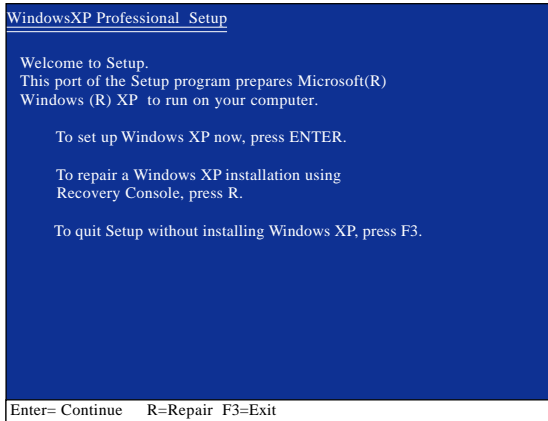 WindowsXP Professional  Setup
Welcome to Setup.
This port of the Setup program prepares Microsoft(R)
Windows (R) XP  to run on your computer.
To set up Windows XP now, press ENTER.
To repair a Windows XP installation using
Recovery Console, press R.
To quit Setup without installing Windows XP, press F3.
Enter= Continue    R=Repair  F3=Exit